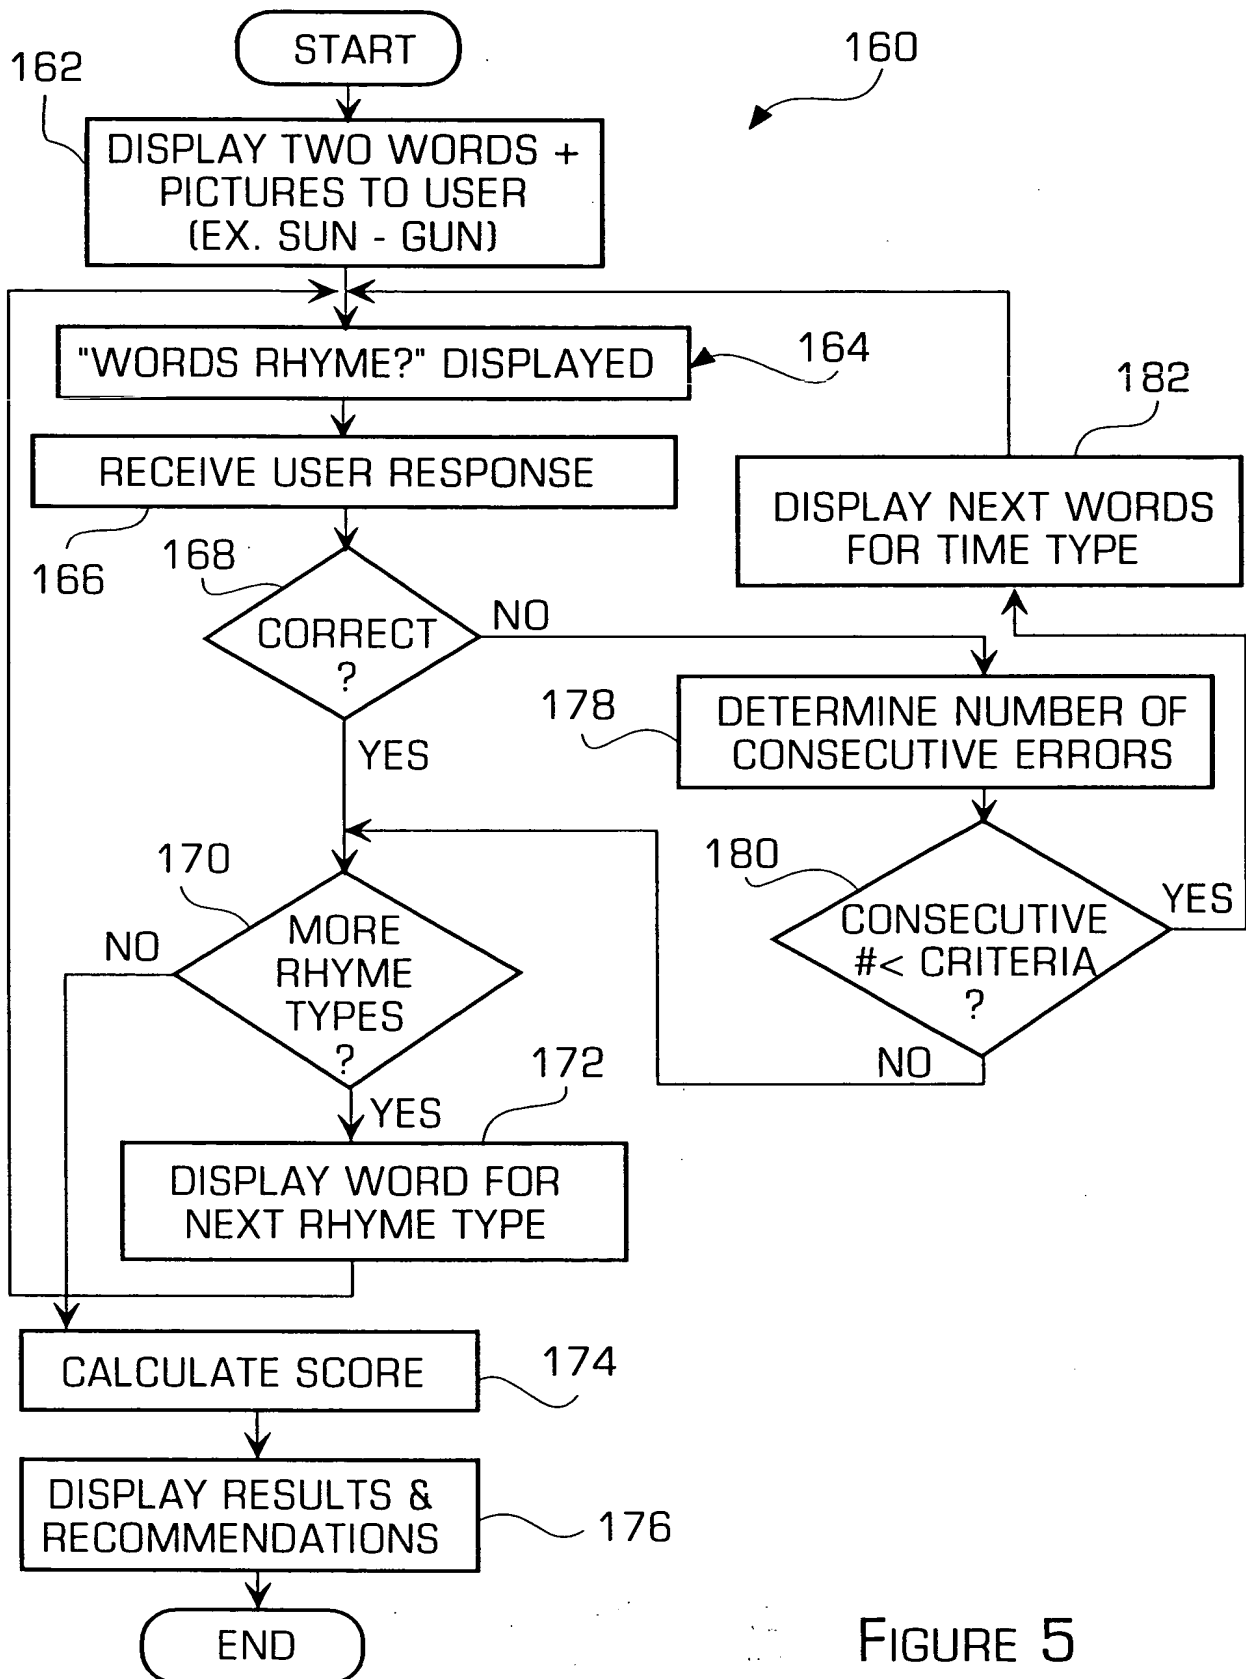 START
160
162
DISPLAY TWO WORDS +
PICTURES TO USER
(EX. SUN - GUN)
"WORDS RHYME?" DISPLAYED
164
182
RECEIVE USER RESPONSE
DISPLAY NEXT WORDS
FOR TIME TYPE
166
168
CORRECT
?
NO
YES
178
DETERMINE NUMBER OF
CONSECUTIVE ERRORS
180
CONSECUTIVE
#< CRITERIA
?
YES
NO
170
MORE
RHYME
TYPES
?
NO
YES
172
DISPLAY WORD FOR
NEXT RHYME TYPE
CALCULATE SCORE
174
DISPLAY RESULTS &
RECOMMENDATIONS
176
END
FIGURE 5